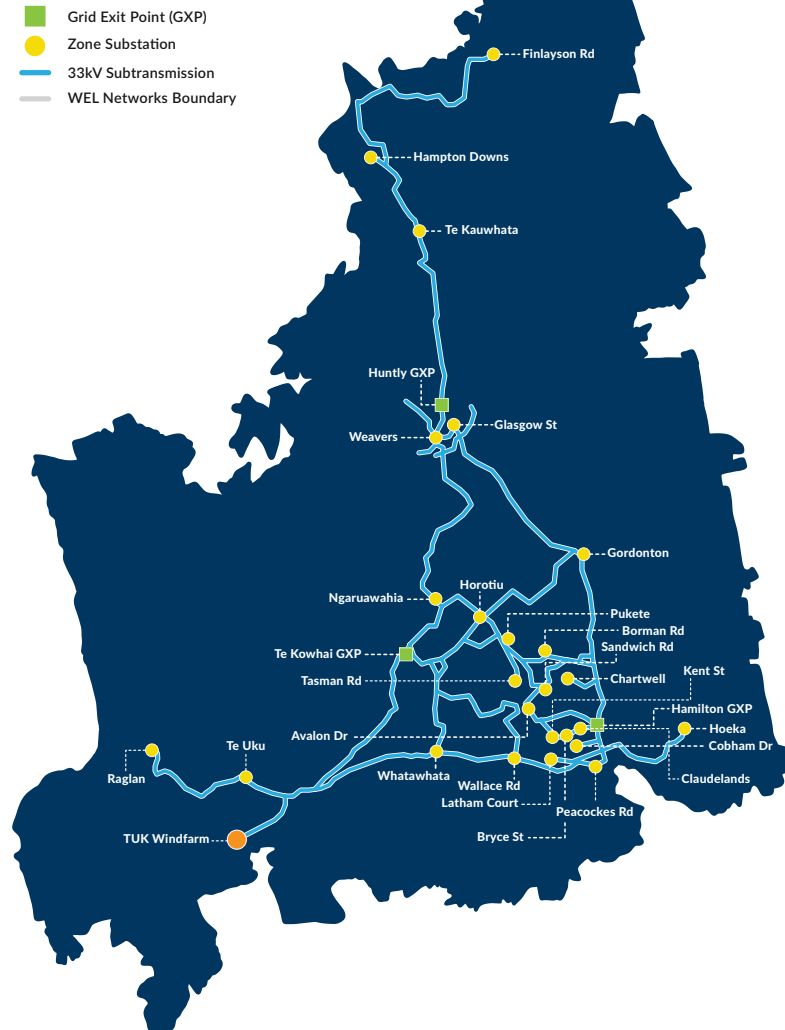 Grid Exit Point (GXP)
Zone Substation
33kV Subtransmission
WEL Networks Boundary
Finlayson Rd
Hampton Downs
Te Kauwhata
Huntly GXP
Glasgow St
Weavers
Gordonton
Horotiu
Ngaruawahia
Pukete
Borman Rd
Sandwich Rd
Te Kowhai GXP
Kent St
Tasman Rd
Chartwell
Hamilton GXP
Hoeka
Avalon Dr
Te Uku
Cobham Dr
Raglan
Whatawhata
Claudelands
Wallace Rd
Latham Court
Peacockes Rd
TUK Windfarm
Bryce St